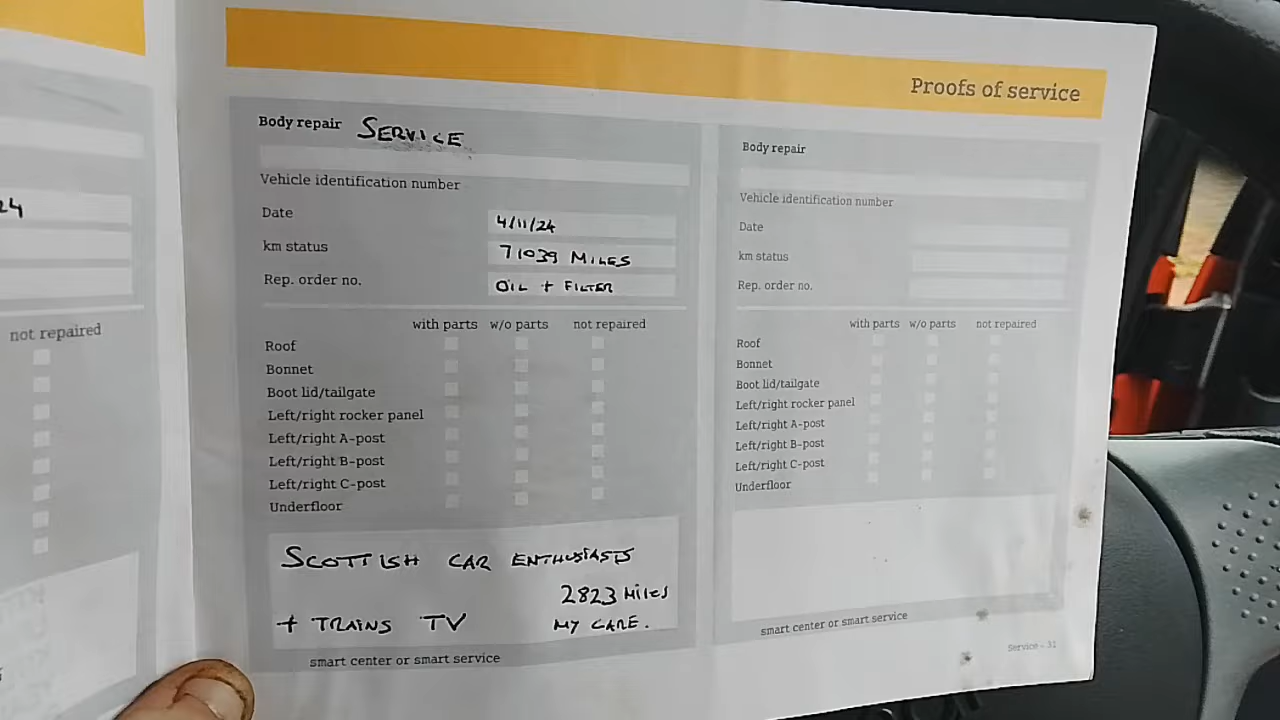 24
not repaired
Proofs of service
Body repair SERVICE
Vehicle identification number
Date 4/11/24
km status 71039 MILES
Rep. order no. OIL + FILTER
with parts w/o parts not repaired
Roof
Bonnet
Boot lid/tailgate
Left/right rocker panel
Left/right A-post
Left/right B-post
Left/right C-post
Underfloor
SCOTTISH CAR ENTHUSIASTS
2823 MILES
+ TRAINS TV MY CARE.
smart center or smart service
Body repair
Vehicle identification number
Date
km status
Rep. order no.
with parts w/o parts not repaired
Roof
Bonnet
Boot lid/tailgate
Left/right rocker panel
Left/right A-post
Left/right B-post
Left/right C-post
Underfloor
smart center or smart service
Service - 31